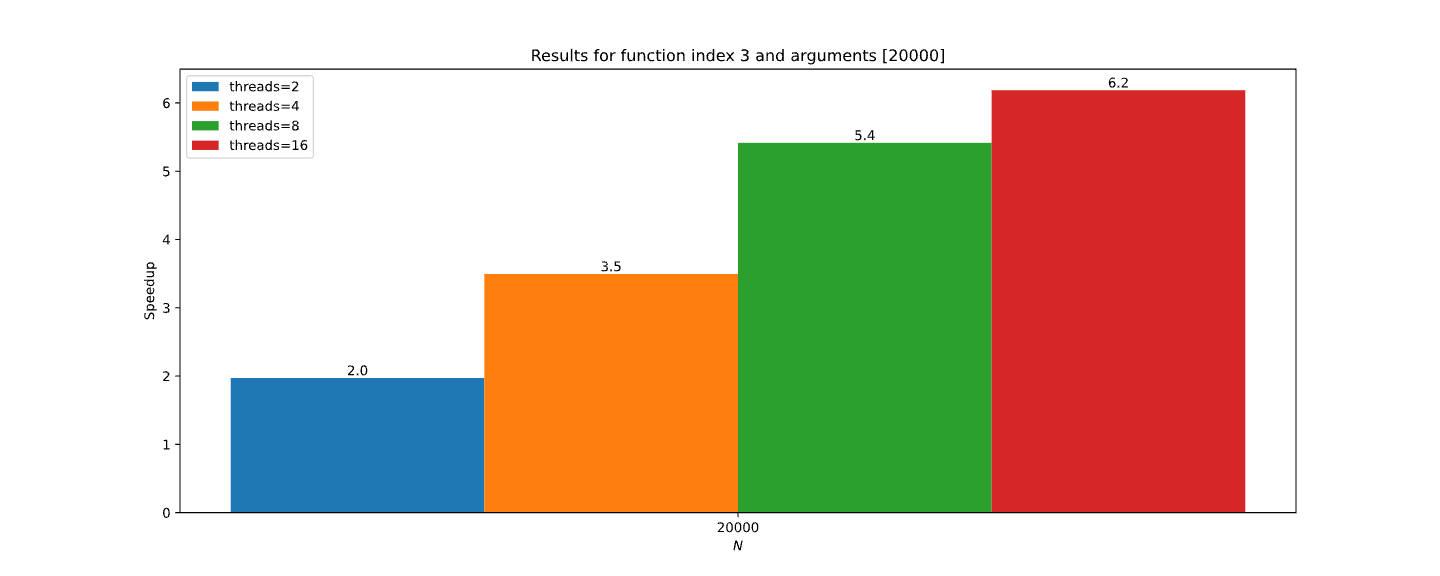 Results for function index 3 and arguments [20000]
threads=2
threads=4
threads=8
threads=16
6.2
5.4
3.5
2.0
6
5
4
3
2
1
0
Speedup
20000
N